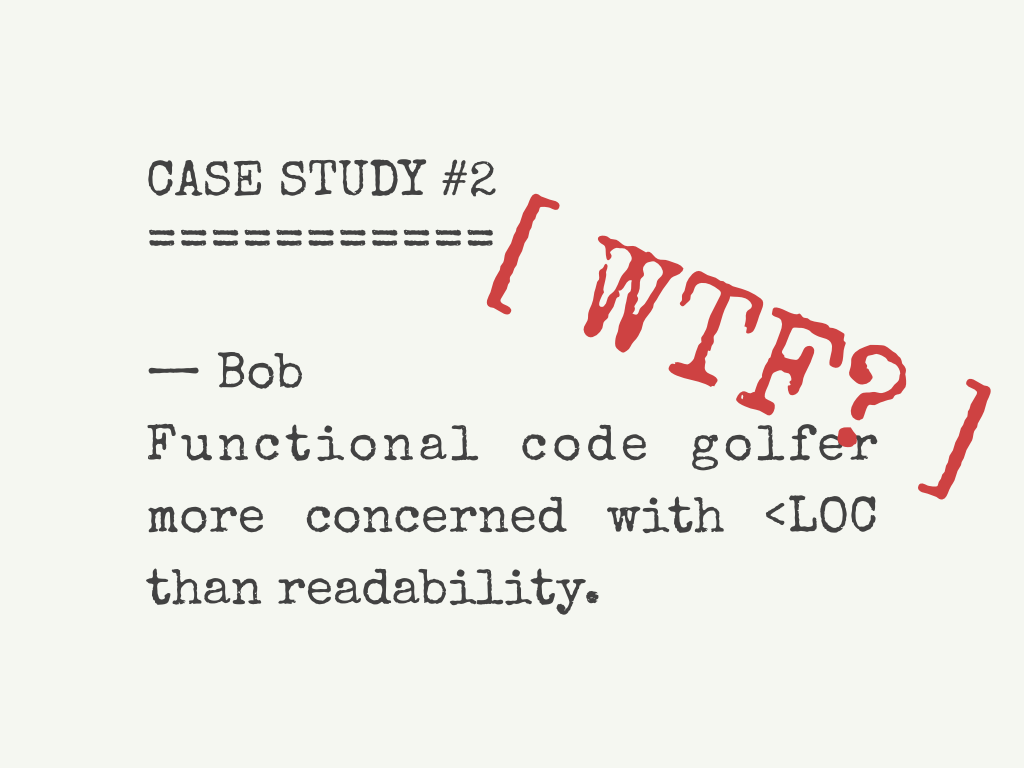 CASE STUDY #2
===========
[ WTF? ]
— Bob
Functional code golfer
more concerned with <LOC
than readability.